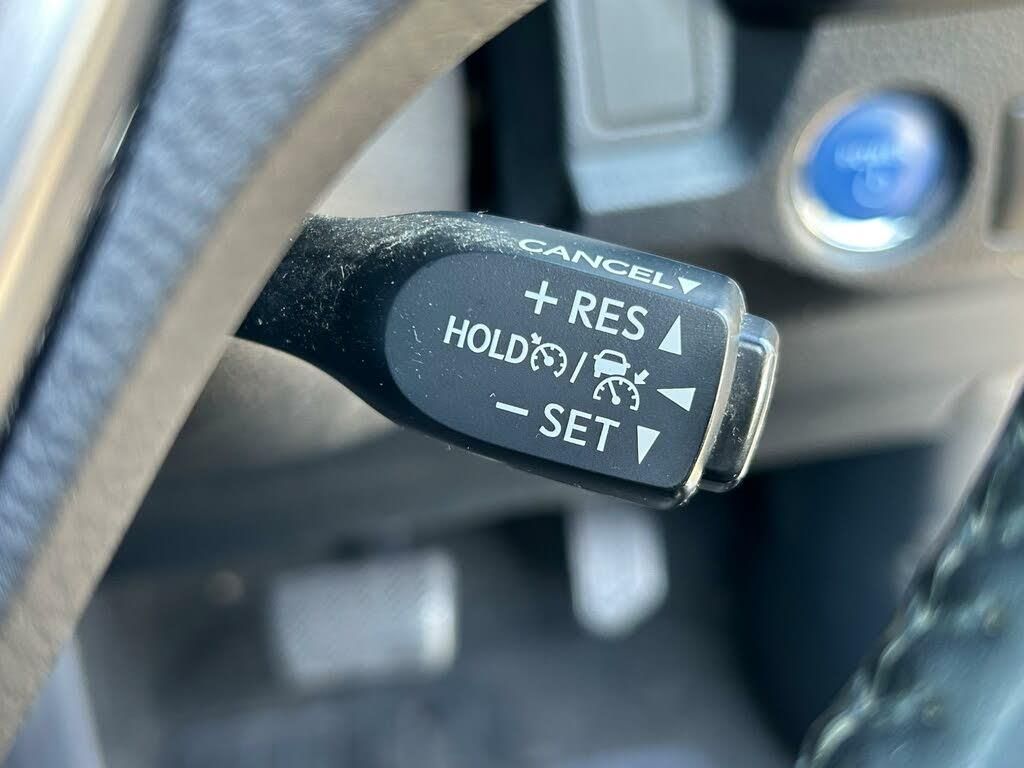 CANCEL▼
+ RES ▲
HOLD / ◀
− SET ▼